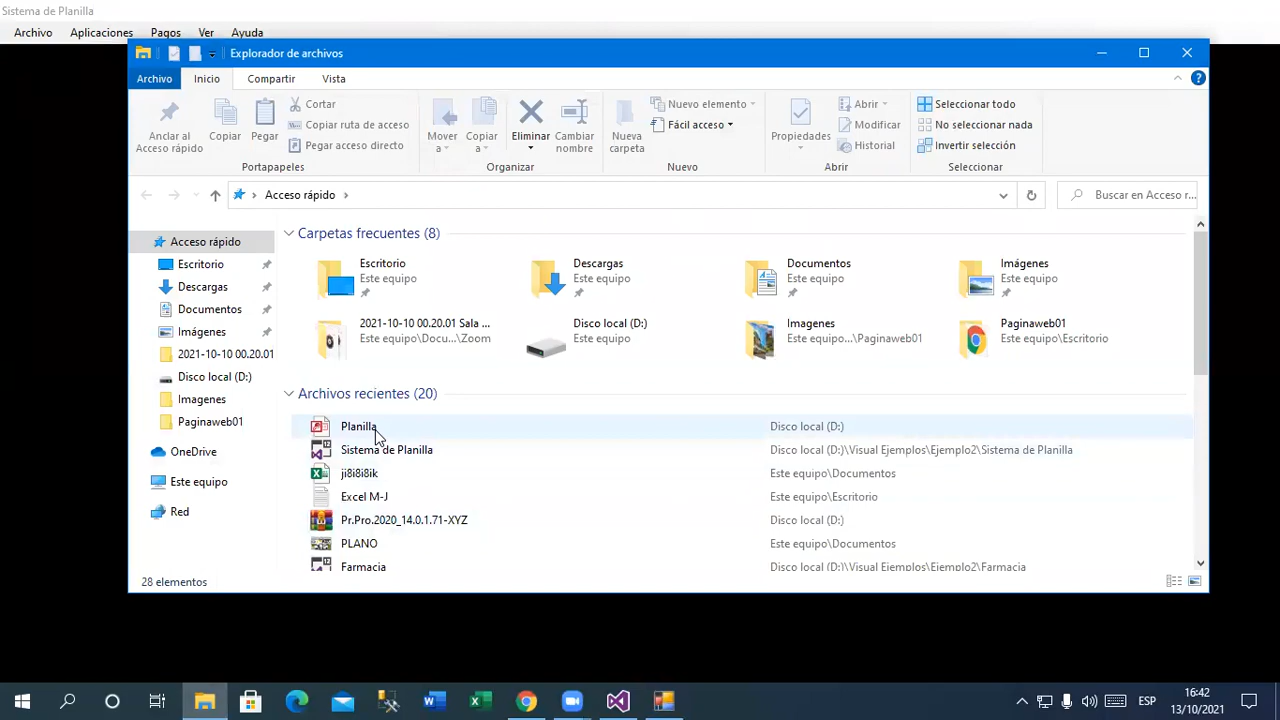 Sistema de Planilla
Archivo Aplicaciones Pagos Ver Ayuda
Explorador de archivos
Archivo Inicio Compartir Vista
Anclar al Acceso rápido
Copiar
Pegar
Cortar
Copiar ruta de acceso
Pegar acceso directo
Portapapeles
Mover a
Copiar a
Eliminar
Cambiar nombre
Organizar
Nueva carpeta
Nuevo elemento
Fácil acceso
Nuevo
Propiedades
Abrir
Modificar
Historial
Abrir
Seleccionar todo
No seleccionar nada
Invertir selección
Seleccionar
Acceso rápido
Buscar en Acceso r...
Acceso rápido
Escritorio
Descargas
Documentos
Imágenes
2021-10-10 00.20.01
Disco local (D:)
Imagenes
Paginaweb01
OneDrive
Este equipo
Red
Carpetas frecuentes (8)
Escritorio
Este equipo
Descargas
Este equipo
Documentos
Este equipo
Imágenes
Este equipo
2021-10-10 00.20.01 Sala ...
Este equipo\Docu...\Zoom
Disco local (D:)
Este equipo
Imagenes
Este equipo...\Paginaweb01
Paginaweb01
Este equipo\Escritorio
Archivos recientes (20)
Planilla Disco local (D:)
Sistema de Planilla Disco local (D:)\Visual Ejemplos\Ejemplo2\Sistema de Planilla
ji8i8i8ik Este equipo\Documentos
Excel M-J Este equipo\Escritorio
Pr.Pro.2020_14.0.1.71-XYZ Disco local (D:)
PLANO Este equipo\Documentos
Farmacia Disco local (D:)\Visual Ejemplos\Ejemplo2\Farmacia
28 elementos
ESP
16:42
13/10/2021